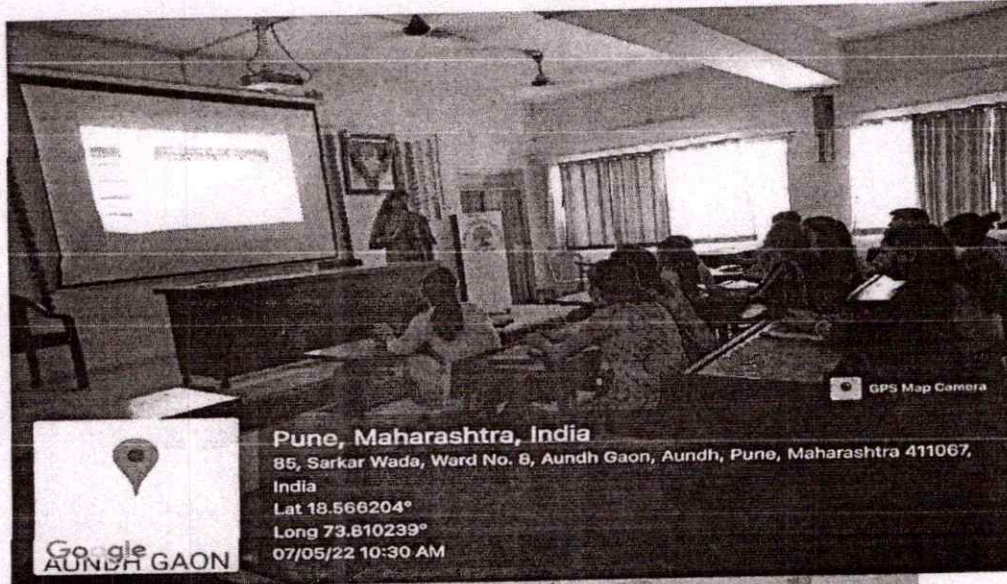 GPS Map Camera
Pune, Maharashtra, India
85, Sarkar Wada, Ward No. 8, Aundh Gaon, Aundh, Pune, Maharashtra 411067,
India
Lat 18.566204°
Long 73.810239°
07/05/22 10:30 AM
Google
AUNDH GAON